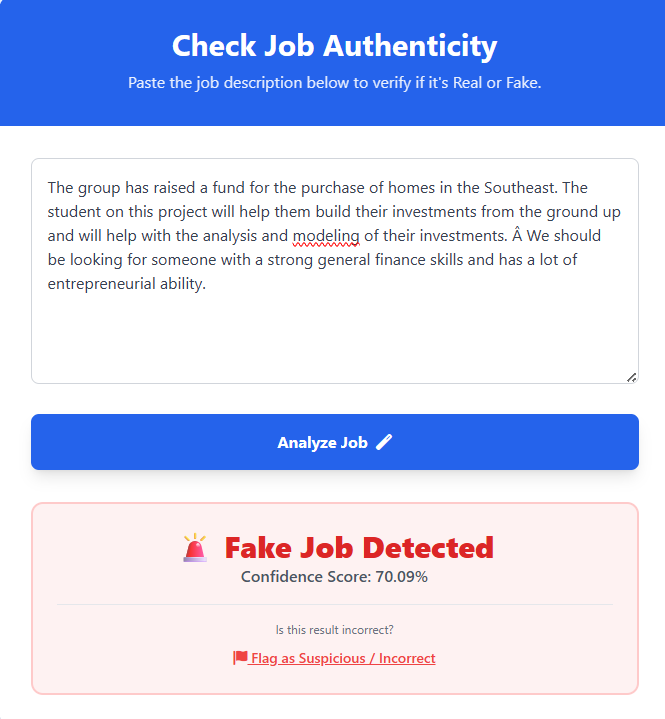 Check Job Authenticity
Paste the job description below to verify if it's Real or Fake.
The group has raised a fund for the purchase of homes in the Southeast. The
student on this project will help them build their investments from the ground up
and will help with the analysis and modeling of their investments. Â We should
be looking for someone with a strong general finance skills and has a lot of
entrepreneurial ability.
Analyze Job
Fake Job Detected
Confidence Score: 70.09%
Is this result incorrect?
Flag as Suspicious / Incorrect